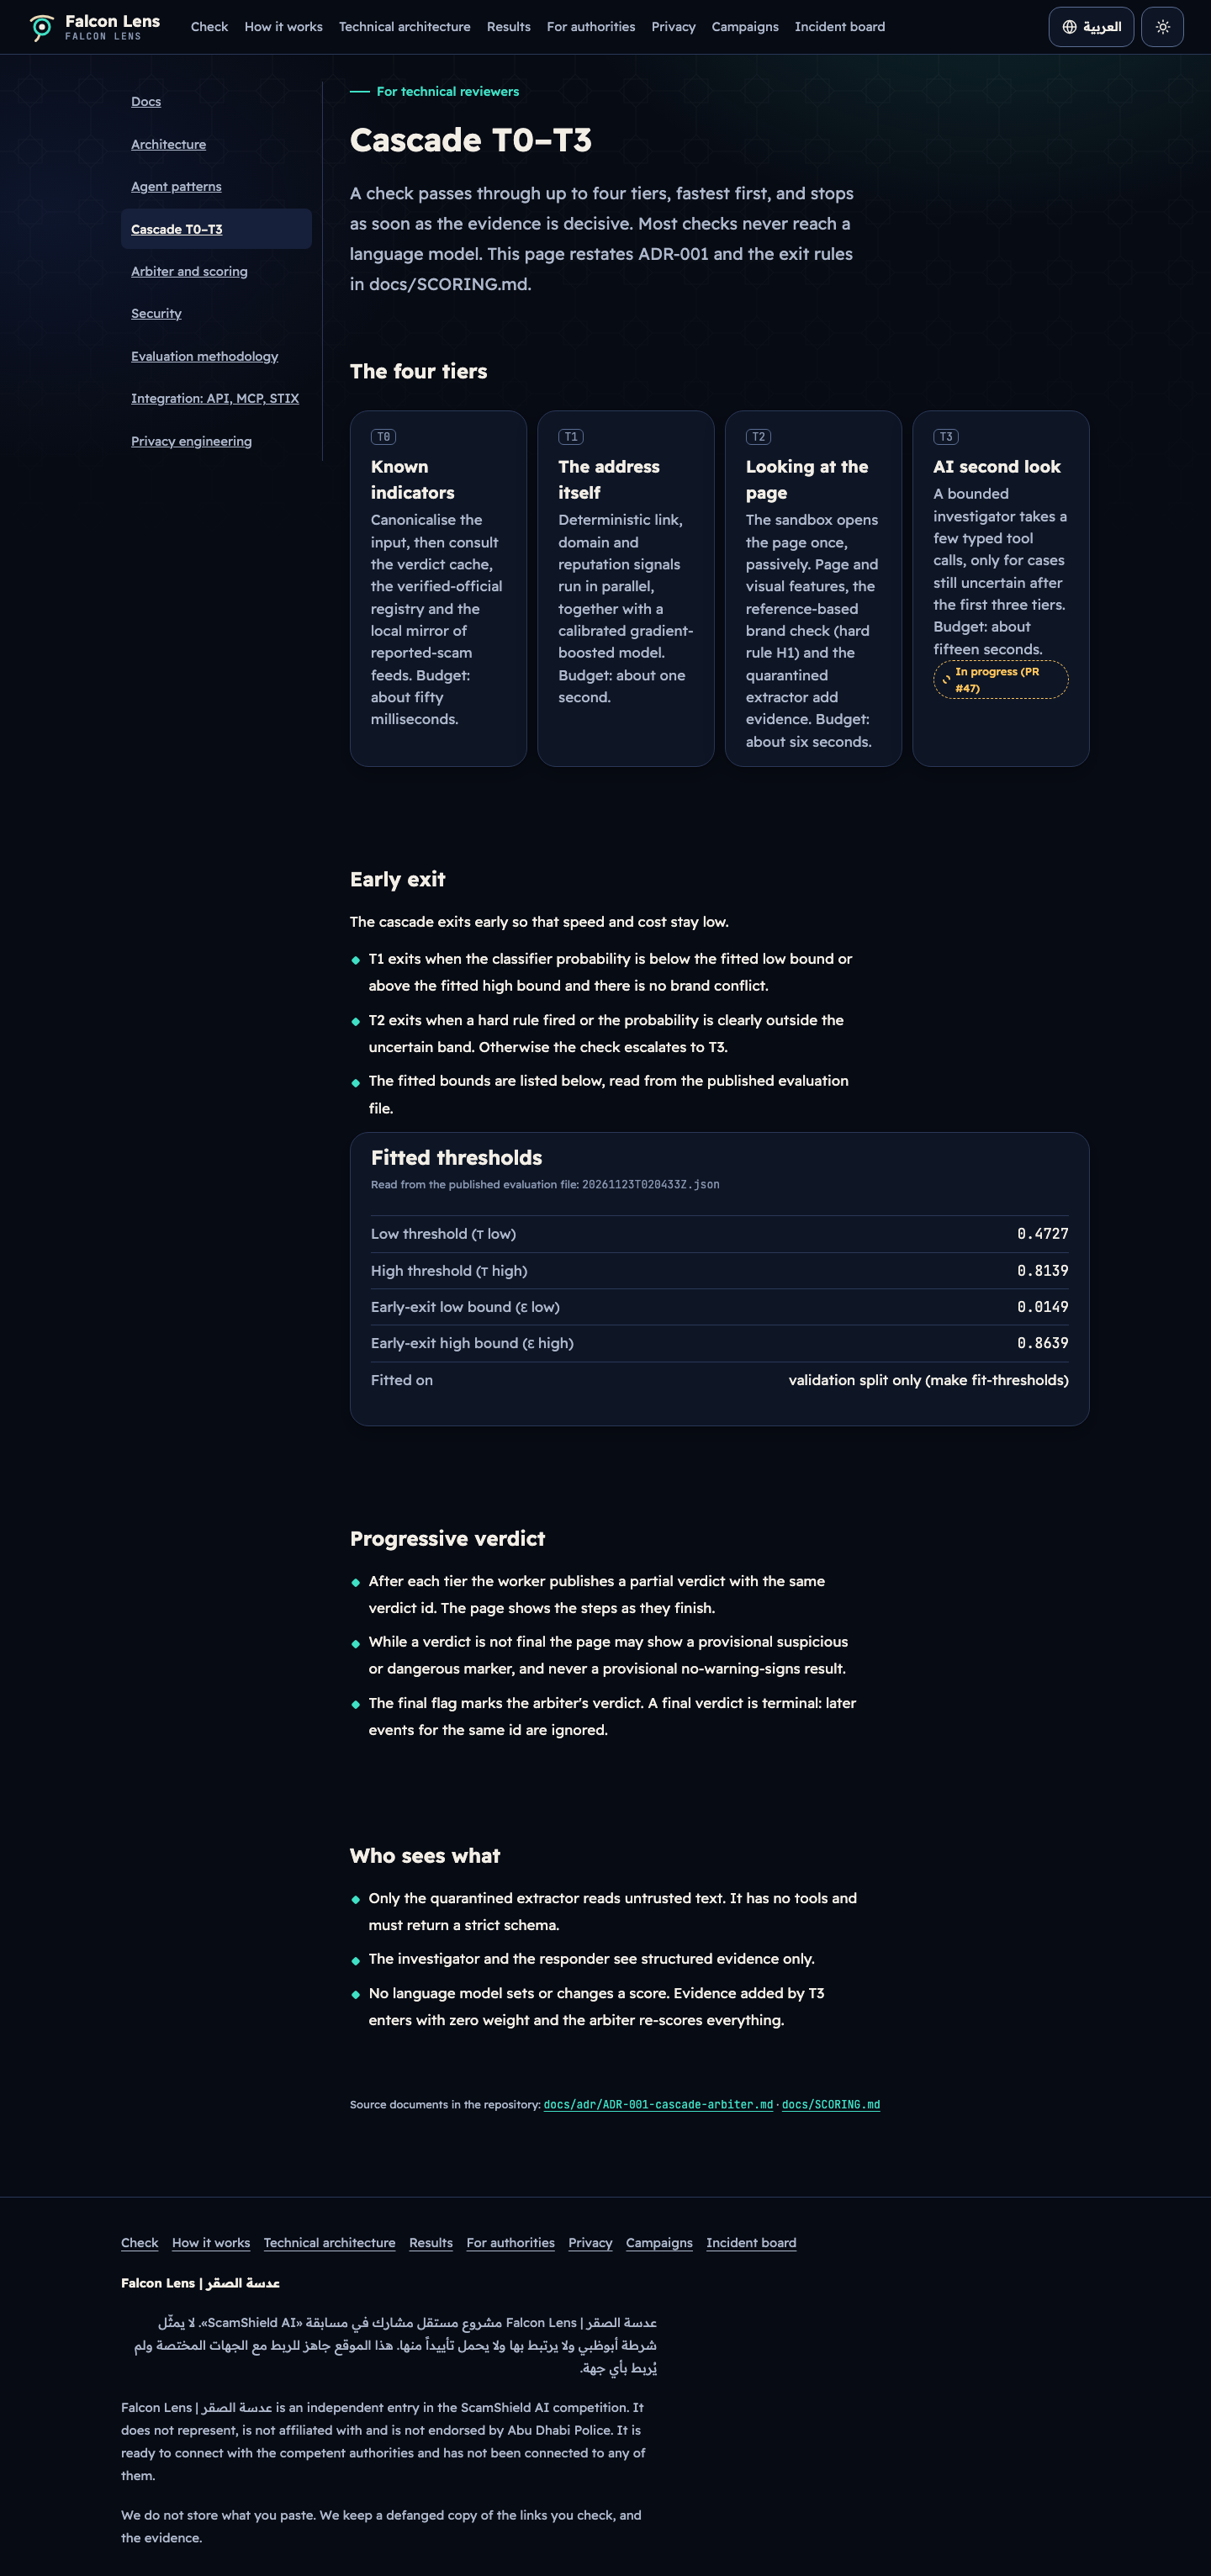 Falcon Lens
FALCON LENS
Check
How it works
Technical architecture
Results
For authorities
Privacy
Campaigns
Incident board
العربية
Docs
Architecture
Agent patterns
Cascade T0–T3
Arbiter and scoring
Security
Evaluation methodology
Integration: API, MCP, STIX
Privacy engineering
For technical reviewers
Cascade T0–T3
A check passes through up to four tiers, fastest first, and stops
as soon as the evidence is decisive. Most checks never reach a
language model. This page restates ADR-001 and the exit rules
in docs/SCORING.md.
The four tiers
T0
Known
indicators
Canonicalise the
input, then consult
the verdict cache,
the verified-official
registry and the
local mirror of
reported-scam
feeds. Budget:
about fifty
milliseconds.
T1
The address
itself
Deterministic link,
domain and
reputation signals
run in parallel,
together with a
calibrated gradient-
boosted model.
Budget: about one
second.
T2
Looking at the
page
The sandbox opens
the page once,
passively. Page and
visual features, the
reference-based
brand check (hard
rule H1) and the
quarantined
extractor add
evidence. Budget:
about six seconds.
T3
AI second look
A bounded
investigator takes a
few typed tool
calls, only for cases
still uncertain after
the first three tiers.
Budget: about
fifteen seconds.
In progress (PR
#47)
Early exit
The cascade exits early so that speed and cost stay low.
T1 exits when the classifier probability is below the fitted low bound or
above the fitted high bound and there is no brand conflict.
T2 exits when a hard rule fired or the probability is clearly outside the
uncertain band. Otherwise the check escalates to T3.
The fitted bounds are listed below, read from the published evaluation
file.
Fitted thresholds
Read from the published evaluation file: 20261123T020433Z.json
Low threshold (τ low) 0.4727
High threshold (τ high) 0.8139
Early-exit low bound (ε low) 0.0149
Early-exit high bound (ε high) 0.8639
Fitted on validation split only (make fit-thresholds)
Progressive verdict
After each tier the worker publishes a partial verdict with the same
verdict id. The page shows the steps as they finish.
While a verdict is not final the page may show a provisional suspicious
or dangerous marker, and never a provisional no-warning-signs result.
The final flag marks the arbiter's verdict. A final verdict is terminal: later
events for the same id are ignored.
Who sees what
Only the quarantined extractor reads untrusted text. It has no tools and
must return a strict schema.
The investigator and the responder see structured evidence only.
No language model sets or changes a score. Evidence added by T3
enters with zero weight and the arbiter re-scores everything.
Source documents in the repository: docs/adr/ADR-001-cascade-arbiter.md · docs/SCORING.md
Check
How it works
Technical architecture
Results
For authorities
Privacy
Campaigns
Incident board
Falcon Lens | عدسة الصقر
عدسة الصقر | Falcon Lens مشروع مستقل مشارك في مسابقة «ScamShield AI». لا يمثّل
شرطة أبوظبي ولا يرتبط بها ولا يحمل تأييداً منها. هذا الموقع جاهز للربط مع الجهات المختصة ولم
يُربط بأي جهة.
Falcon Lens | عدسة الصقر is an independent entry in the ScamShield AI competition. It
does not represent, is not affiliated with and is not endorsed by Abu Dhabi Police. It is
ready to connect with the competent authorities and has not been connected to any of
them.
We do not store what you paste. We keep a defanged copy of the links you check, and
the evidence.